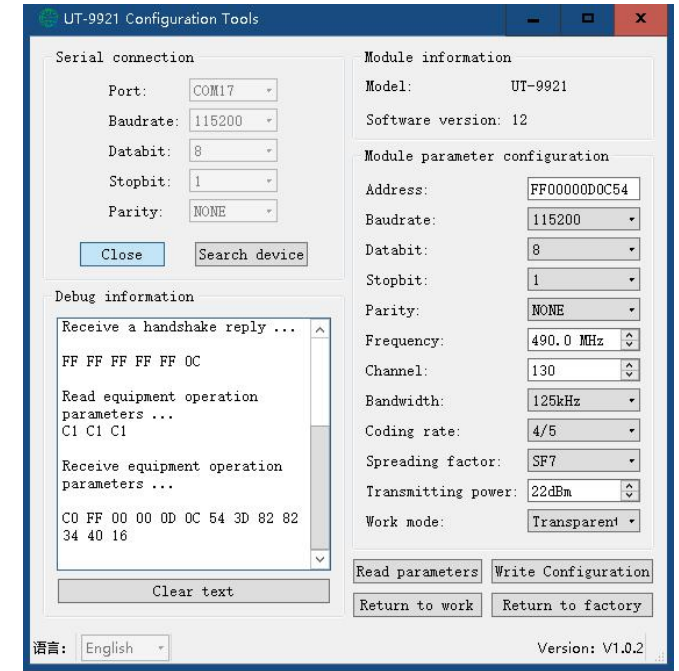 UT-9921 Configuration Tools
Serial connection
Port: COM17
Baudrate: 115200
Databit: 8
Stopbit: 1
Parity: NONE
Close Search device
Debug information
Receive a handshake reply ...
FF FF FF FF FF 0C
Read equipment operation
parameters ...
C1 C1 C1
Receive equipment operation
parameters ...
C0 FF 00 00 0D 0C 54 3D 82 82
34 40 16
Clear text
Module information
Model: UT-9921
Software version: 12
Module parameter configuration
Address: FF00000D0C54
Baudrate: 115200
Databit: 8
Stopbit: 1
Parity: NONE
Frequency: 490.0 MHz
Channel: 130
Bandwidth: 125kHz
Coding rate: 4/5
Spreading factor: SF7
Transmitting power: 22dBm
Work mode: Transparent
Read parameters Write Configuration
Return to work Return to factory
语言: English
Version: V1.0.2